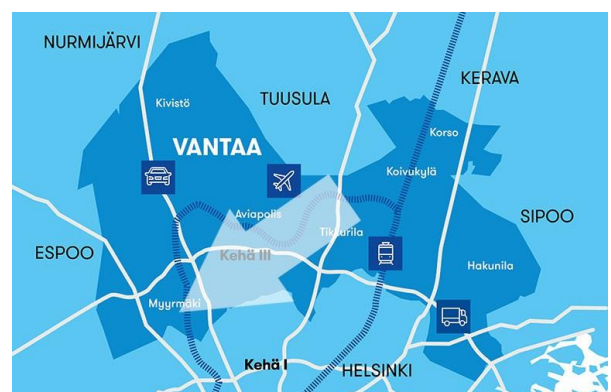 NURMIJÄRVI
KERAVA
TUUSULA
Kivistö
Korso
VANTAA
Koivukylä
Aviapolis
SIPOO
Tikkurila
ESPOO
Kehä III
Hakunila
Myyrmäki
Kehä I
HELSINKI